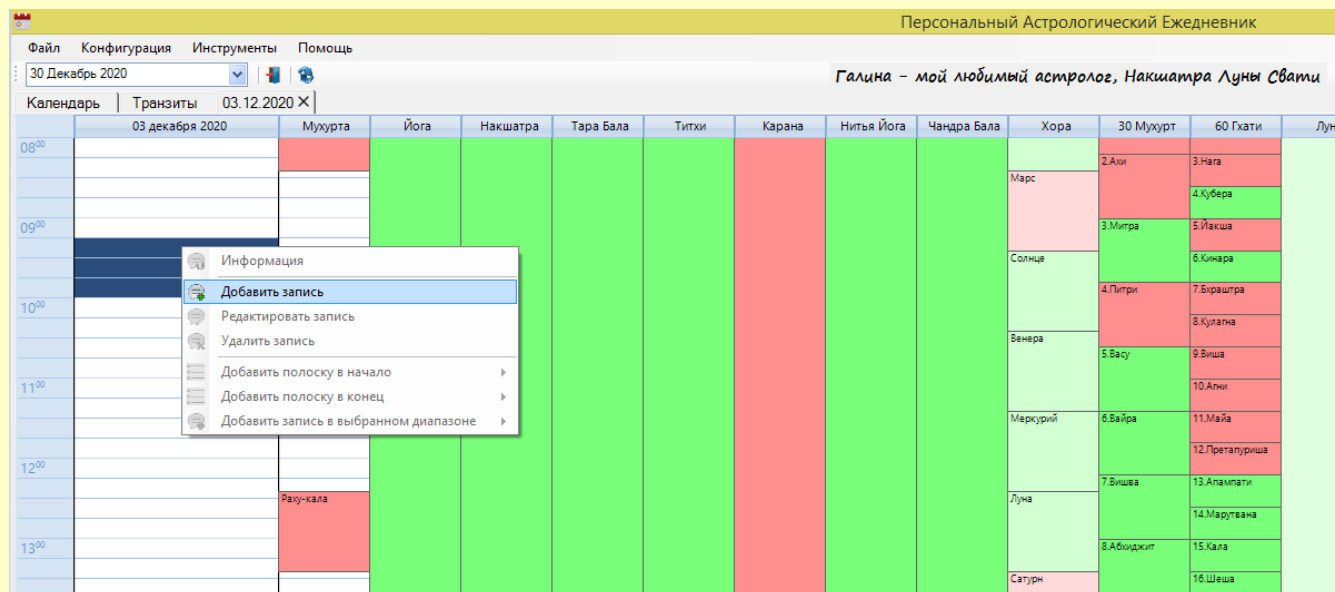 Персональный Астрологический Ежедневник
Файл Конфигурация Инструменты Помощь
30 Декабрь 2020
Галина - мой любимый астролог, Накшатра Луны Свати
Календарь Транзиты 03.12.2020 X
03 декабря 2020 Мухурта Йога Накшатра Тара Бала Титхи Карана Нитья Йога Чандра Бала Хора 30 Мухурт 60 Гхати
08 00
2.Ахи 3.Нага
Марс
4.Кубера
09 00
3.Митра 5.Йакша
Солнце 6.Кинара
Информация
4.Питри 7.Бхраштра
Добавить запись
10 00
Редактировать запись
8.Кулагна
Удалить запись
Венера
5.Васу 9.Виша
Добавить полоску в начало
11 00
10.Агни
Добавить полоску в конец
Добавить запись в выбранном диапазоне
Меркурий 6.Вайра 11.Майа
12.Претапуриша
12 00
7.Вишва 13.Апампати
Раху-кала Луна
14.Марутвана
13 00
8.Абхиджит 15.Кала
Сатурн 16.Шеша